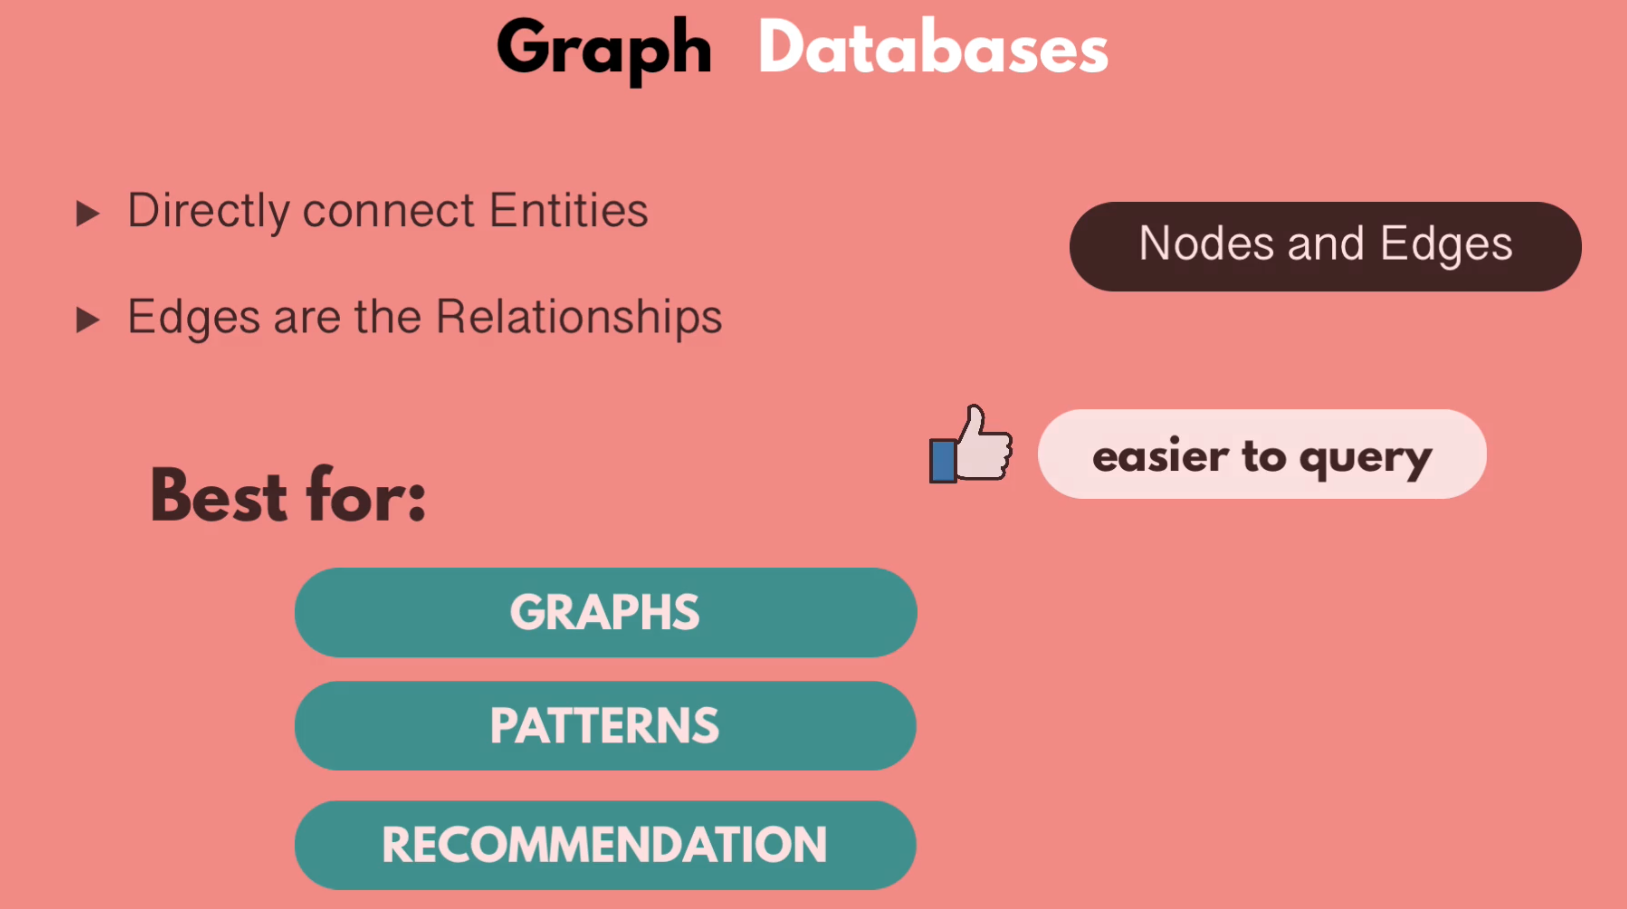 Graph Databases
Directly connect Entities
Nodes and Edges
Edges are the Relationships
easier to query
Best for:
GRAPHS
PATTERNS
RECOMMENDATION